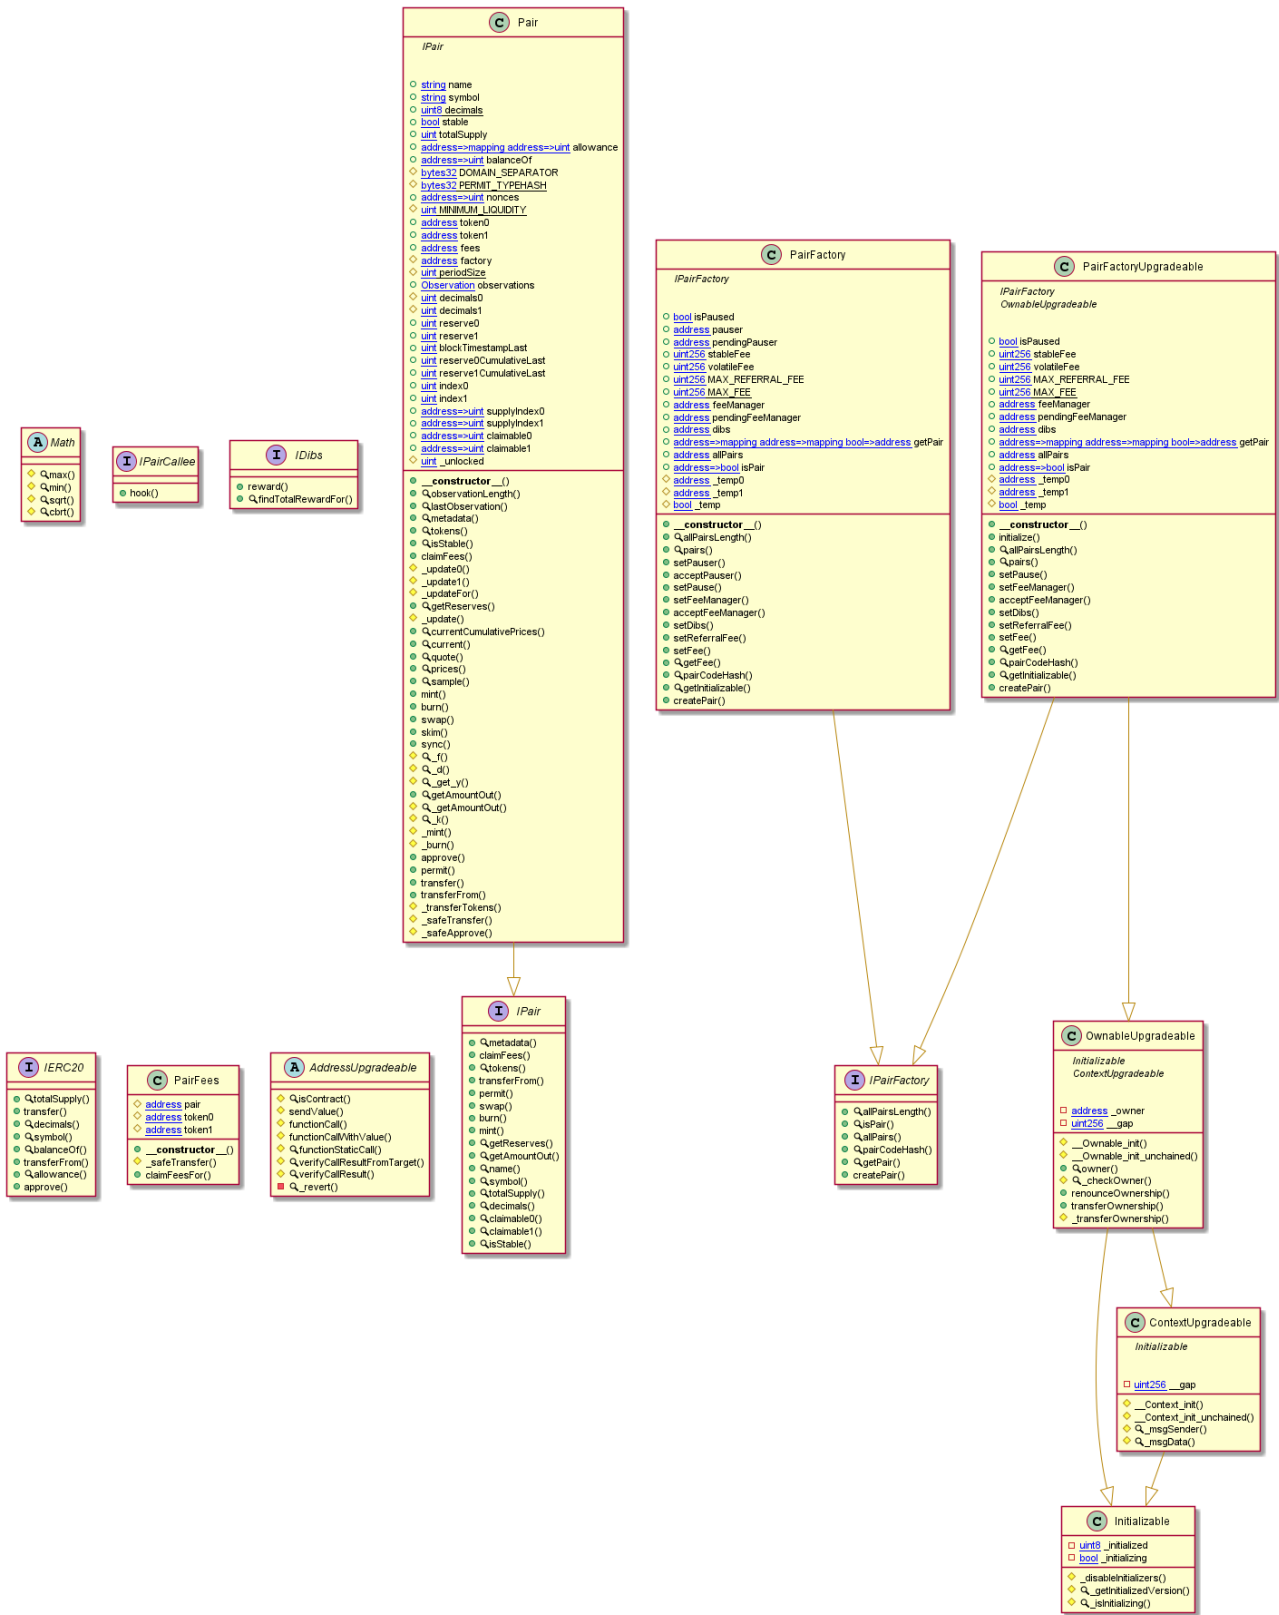 C Pair
IPair
string name
string symbol
uint8 decimals
bool stable
uint totalSupply
address=>mapping address=>uint allowance
address=>uint balanceOf
bytes32 DOMAIN_SEPARATOR
bytes32 PERMIT_TYPEHASH
address=>uint nonces
uint MINIMUM_LIQUIDITY
address token0
address token1
address fees
address factory
uint periodSize
Observation observations
uint decimals0
uint decimals1
uint reserve0
uint reserve1
uint blockTimestampLast
uint reserve0CumulativeLast
uint reserve1CumulativeLast
uint index0
uint index1
address=>uint supplyIndex0
address=>uint supplyIndex1
address=>uint claimable0
address=>uint claimable1
uint _unlocked
__constructor__()
observationLength()
lastObservation()
metadata()
tokens()
isStable()
claimFees()
_update0()
_update1()
_updateFor()
getReserves()
_update()
currentCumulativePrices()
current()
quote()
prices()
sample()
mint()
burn()
swap()
skim()
sync()
_f()
_d()
_get_y()
getAmountOut()
_getAmountOut()
_k()
_mint()
_burn()
approve()
permit()
transfer()
transferFrom()
_transferTokens()
_safeTransfer()
_safeApprove()
C PairFactory
IPairFactory
bool isPaused
address pauser
address pendingPauser
uint256 stableFee
uint256 volatileFee
uint256 MAX_REFERRAL_FEE
uint256 MAX_FEE
address feeManager
address pendingFeeManager
address dibs
address=>mapping address=>mapping bool=>address getPair
address allPairs
address=>bool isPair
address _temp0
address _temp1
bool _temp
__constructor__()
allPairsLength()
pairs()
setPauser()
acceptPauser()
setPause()
setFeeManager()
acceptFeeManager()
setDibs()
setReferralFee()
setFee()
getFee()
pairCodeHash()
getInitializable()
createPair()
C PairFactoryUpgradeable
IPairFactory
OwnableUpgradeable
bool isPaused
uint256 stableFee
uint256 volatileFee
uint256 MAX_REFERRAL_FEE
uint256 MAX_FEE
address feeManager
address pendingFeeManager
address dibs
address=>mapping address=>mapping bool=>address getPair
address allPairs
address=>bool isPair
address _temp0
address _temp1
bool _temp
__constructor__()
initialize()
allPairsLength()
pairs()
setPause()
setFeeManager()
acceptFeeManager()
setDibs()
setReferralFee()
setFee()
getFee()
pairCodeHash()
getInitializable()
createPair()
A Math
max()
min()
sqrt()
cbrt()
I IPairCallee
hook()
I IDibs
reward()
findTotalRewardFor()
I IERC20
totalSupply()
transfer()
decimals()
symbol()
balanceOf()
transferFrom()
allowance()
approve()
C PairFees
address pair
address token0
address token1
__constructor__()
_safeTransfer()
claimFeesFor()
A AddressUpgradeable
isContract()
sendValue()
functionCall()
functionCallWithValue()
functionStaticCall()
verifyCallResultFromTarget()
verifyCallResult()
_revert()
I IPair
metadata()
claimFees()
tokens()
transferFrom()
permit()
swap()
burn()
mint()
getReserves()
getAmountOut()
name()
symbol()
totalSupply()
decimals()
claimable0()
claimable1()
isStable()
I IPairFactory
allPairsLength()
isPair()
allPairs()
pairCodeHash()
getPair()
createPair()
C OwnableUpgradeable
Initializable
ContextUpgradeable
address _owner
uint256 __gap
__Ownable_init()
__Ownable_init_unchained()
owner()
_checkOwner()
renounceOwnership()
transferOwnership()
_transferOwnership()
C ContextUpgradeable
Initializable
uint256 __gap
__Context_init()
__Context_init_unchained()
_msgSender()
_msgData()
C Initializable
uint8 _initialized
bool _initializing
_disableInitializers()
_getInitializedVersion()
_isInitializing()